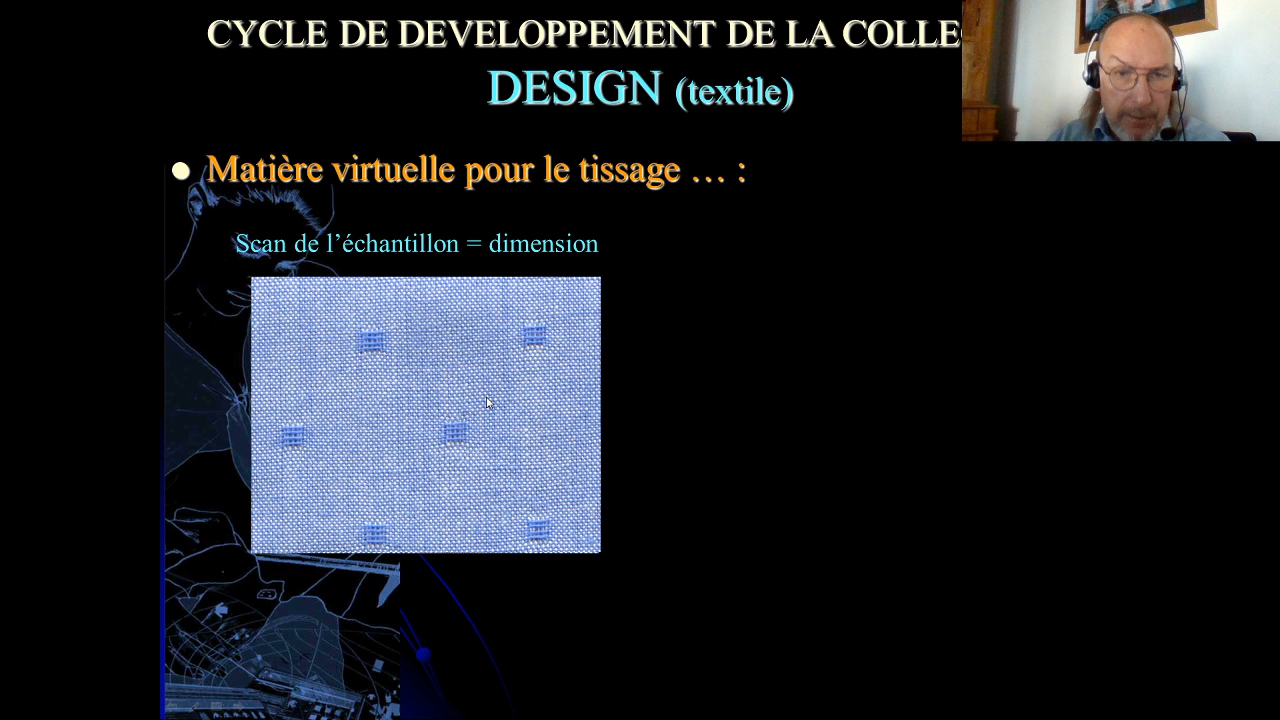 CYCLE DE DEVELOPPEMENT DE LA COLLE
DESIGN (textile)
Matière virtuelle pour le tissage … :
Scan de l’échantillon = dimension